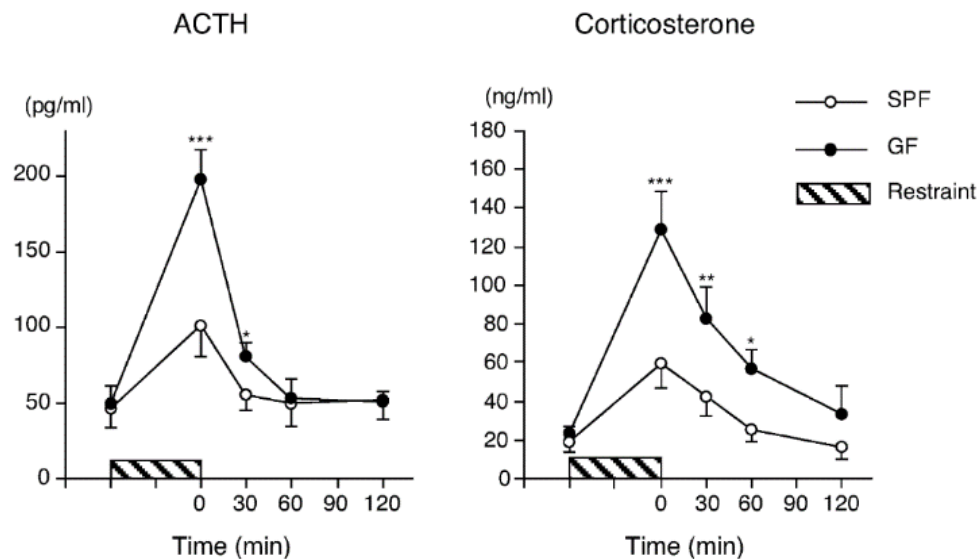 ACTH
Corticosterone
(pg/ml)
(ng/ml)
SPF
GF
Restraint
200
150
100
50
0
***
*
0 30 60 90 120
Time (min)
180
160
140
120
100
80
60
40
20
0
***
**
*
0 30 60 90 120
Time (min)